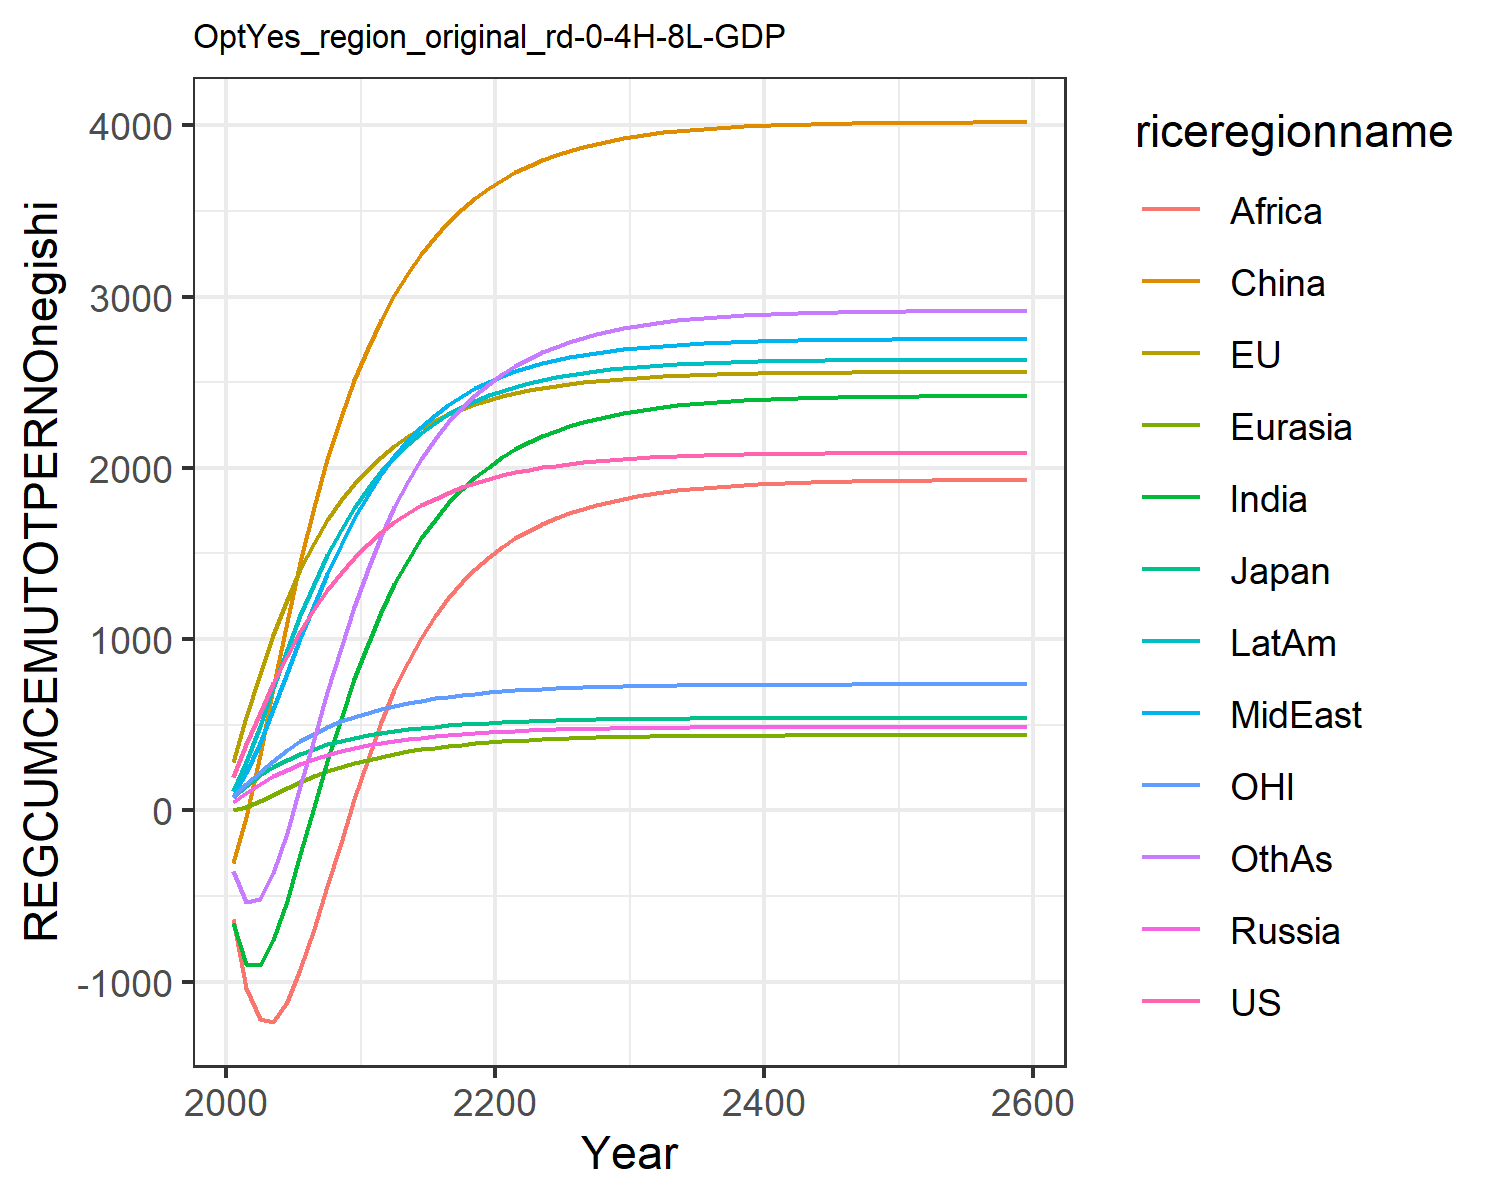 OptYes_region_original_rd-0-4H-8L-GDP
REGCUMCEMUTOTPERNOnegishi
4000
3000
2000
1000
0
-1000
2000
2200
2400
2600
Year
riceregionname
Africa
China
EU
Eurasia
India
Japan
LatAm
MidEast
OHI
OthAs
Russia
US